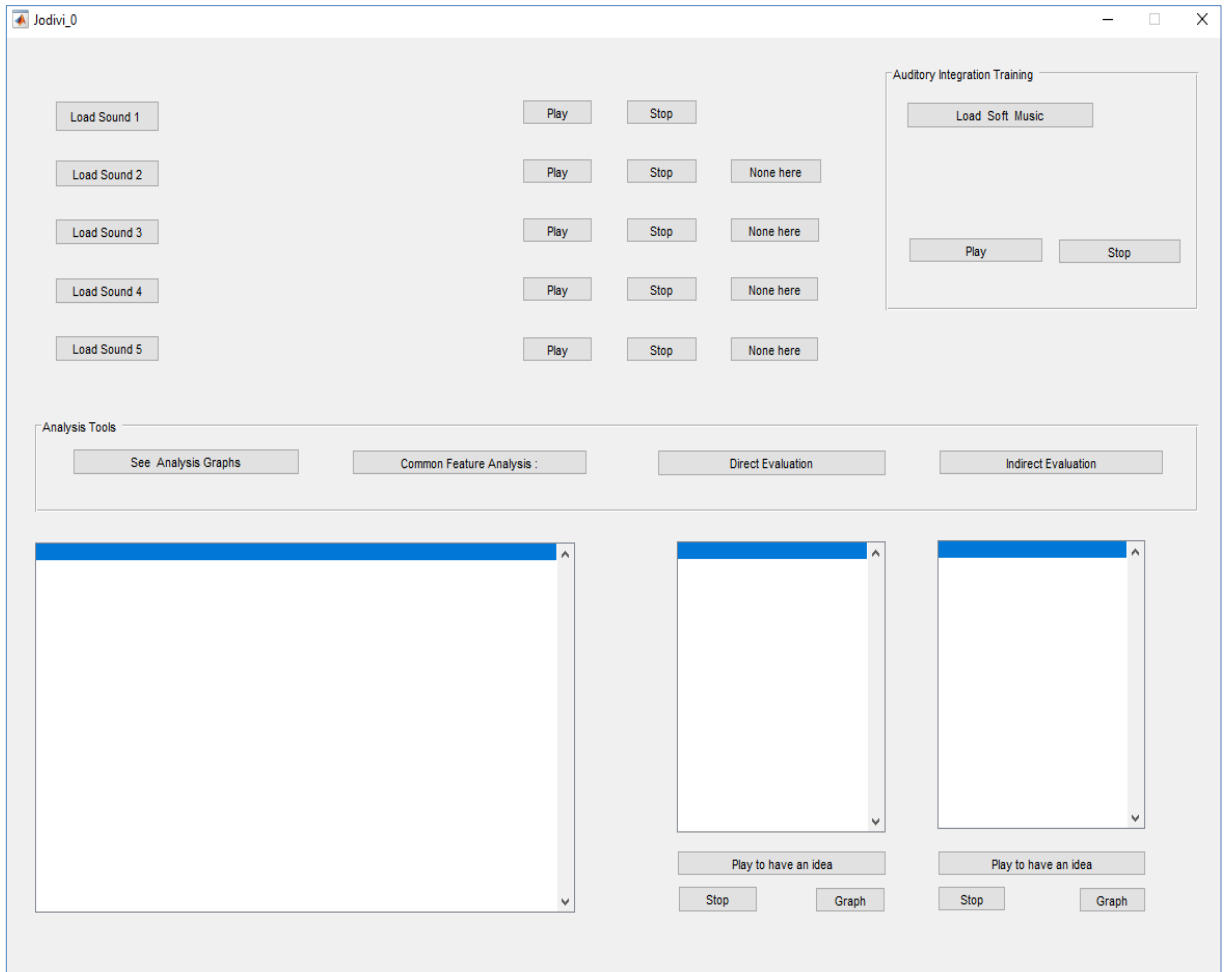 Jodivi_0
Auditory Integration Training
Load Sound 1 Play Stop Load Soft Music
Load Sound 2 Play Stop None here
Load Sound 3 Play Stop None here
Play Stop
Load Sound 4 Play Stop None here
Load Sound 5 Play Stop None here
Analysis Tools
See Analysis Graphs Common Feature Analysis : Direct Evaluation Indirect Evaluation
Play to have an idea Play to have an idea
Stop Graph Stop Graph